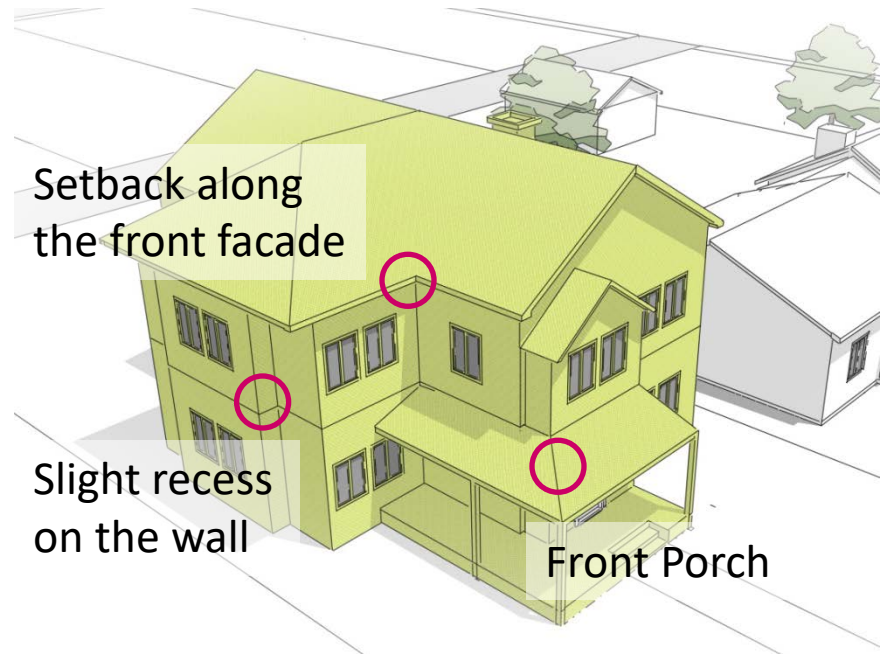 Setback along
the front facade
Slight recess
on the wall
Front Porch